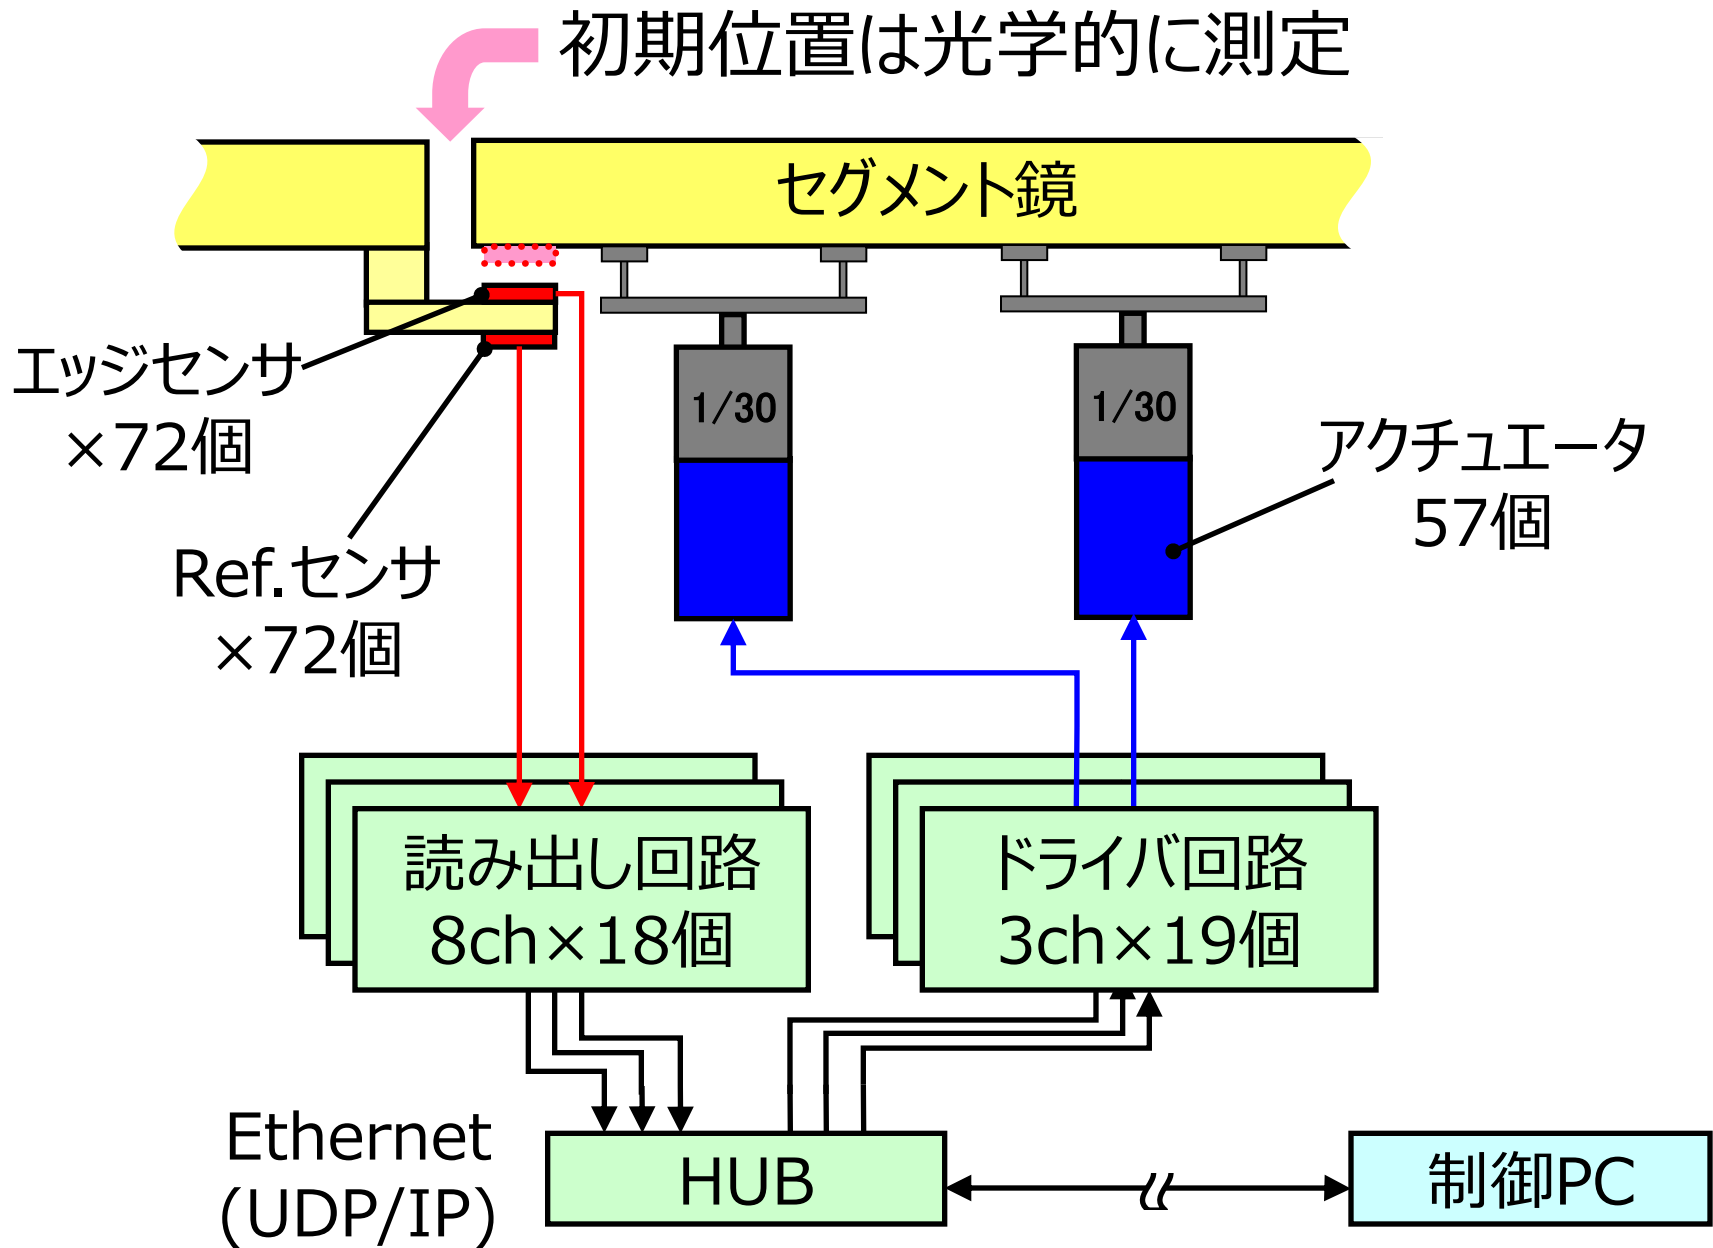 初期位置は光学的に測定
セグメント鏡
エッジセンサ
×72個
1/30
1/30
アクチュエータ
57個
Ref.センサ
×72個
読み出し回路
8ch×18個
ドライバ回路
3ch×19個
Ethernet
(UDP/IP)
HUB
制御PC